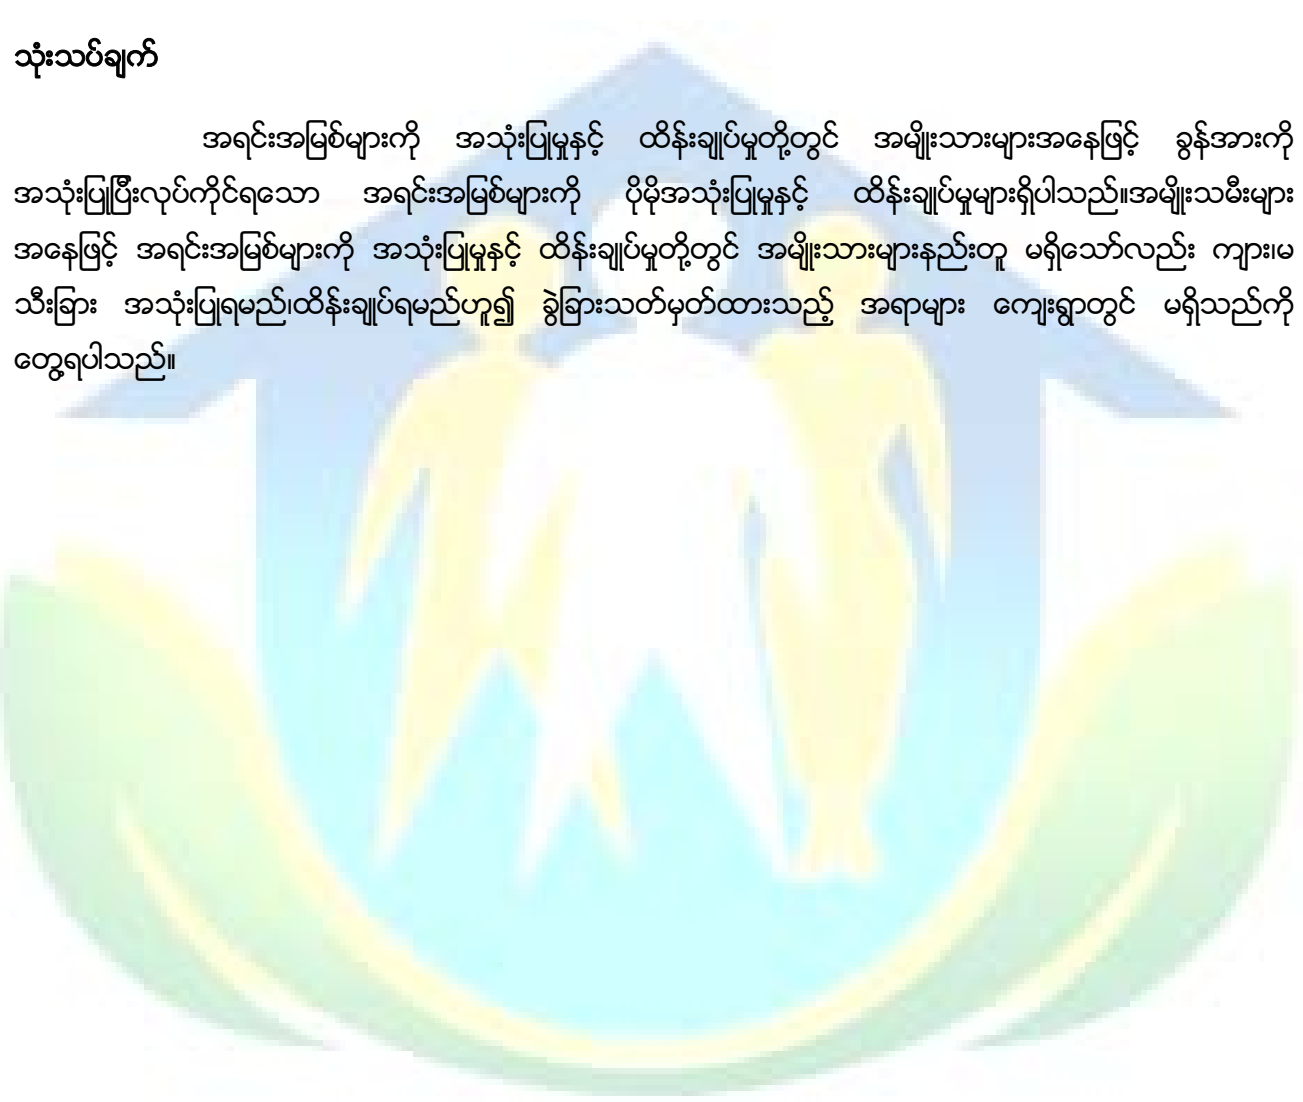 သုံးသပ်ချက်
အရင်းအမြစ်များကို အသုံးပြုမှုနှင့် ထိန်းချုပ်မှုတို့တွင် အမျိုးသားများအနေဖြင့် ခွန်အားကို
အသုံးပြုပြီးလုပ်ကိုင်ရသော အရင်းအမြစ်များကို ပိုမိုအသုံးပြုမှုနှင့် ထိန်းချုပ်မှုများရှိပါသည်။အမျိုးသမီးများ
အနေဖြင့် အရင်းအမြစ်များကို အသုံးပြုမှုနှင့် ထိန်းချုပ်မှုတို့တွင် အမျိုးသားများနည်းတူ မရှိသော်လည်း ကျား၊မ
သီးခြား အသုံးပြုရမည်၊ထိန်းချုပ်ရမည်ဟူ၍ ခွဲခြားသတ်မှတ်ထားသည့် အရာများ ကျေးရွာတွင် မရှိသည်ကို
တွေ့ရပါသည်။